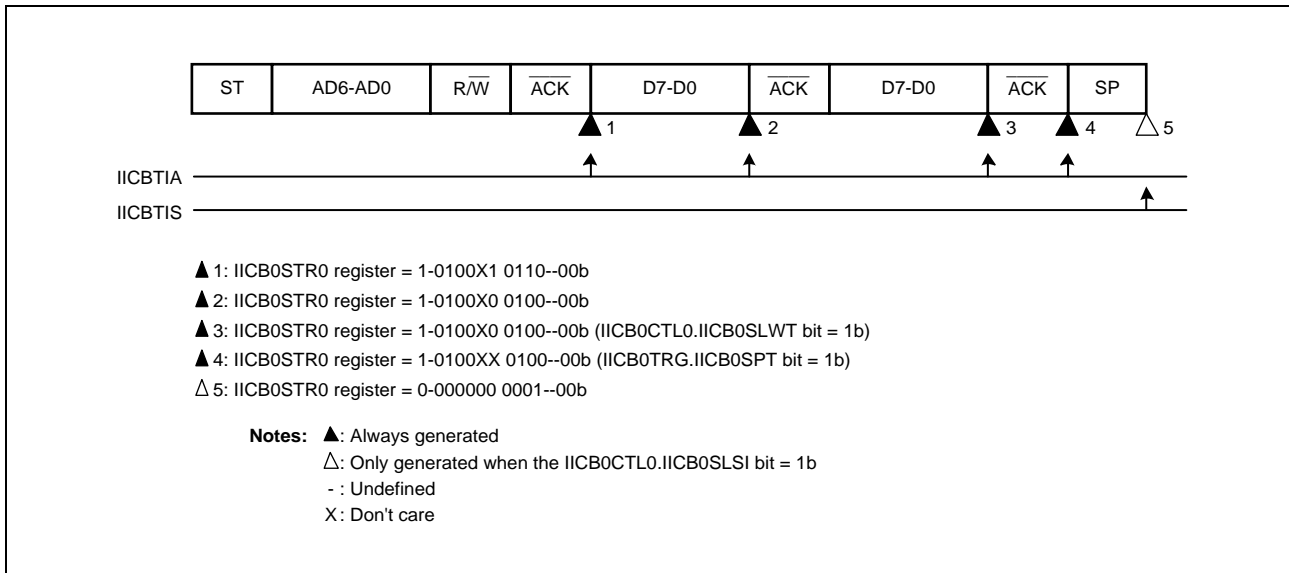 ST AD6-AD0 R/W̅ A̅C̅K̅ D7-D0 A̅C̅K̅ D7-D0 A̅C̅K̅ SP
▲ 1 ▲ 2 ▲ 3 ▲ 4 △ 5
IICBTIA
IICBTIS
▲ 1: IICB0STR0 register = 1-0100X1 0110--00b
▲ 2: IICB0STR0 register = 1-0100X0 0100--00b
▲ 3: IICB0STR0 register = 1-0100X0 0100--00b (IICB0CTL0.IICB0SLWT bit = 1b)
▲ 4: IICB0STR0 register = 1-0100XX 0100--00b (IICB0TRG.IICB0SPT bit = 1b)
△ 5: IICB0STR0 register = 0-000000 0001--00b
Notes: ▲: Always generated
△: Only generated when the IICB0CTL0.IICB0SLSI bit = 1b
- : Undefined
X : Don't care